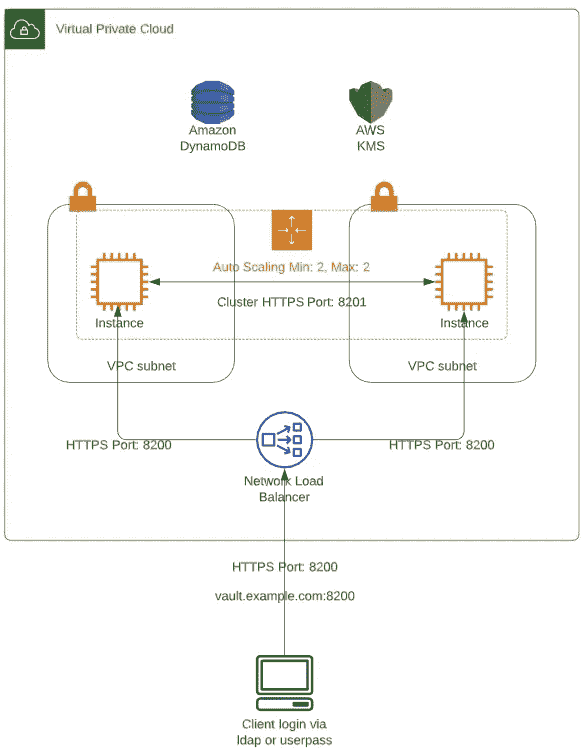 Virtual Private Cloud
Amazon
DynamoDB
AWS
KMS
Auto Scaling Min: 2, Max: 2
Cluster HTTPS Port: 8201
Instance
Instance
VPC subnet
VPC subnet
HTTPS Port: 8200
HTTPS Port: 8200
Network Load
Balancer
HTTPS Port: 8200
vault.example.com:8200
Client login via
ldap or userpass